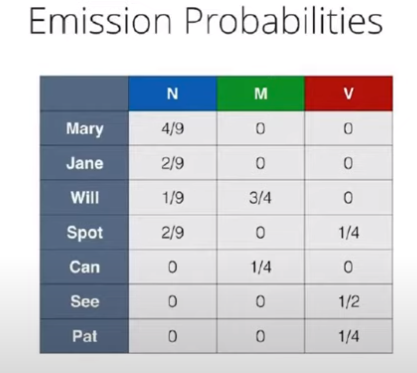 Emission Probabilities
N M V
Mary 4/9 0 0
Jane 2/9 0 0
Will 1/9 3/4 0
Spot 2/9 0 1/4
Can 0 1/4 0
See 0 0 1/2
Pat 0 0 1/4